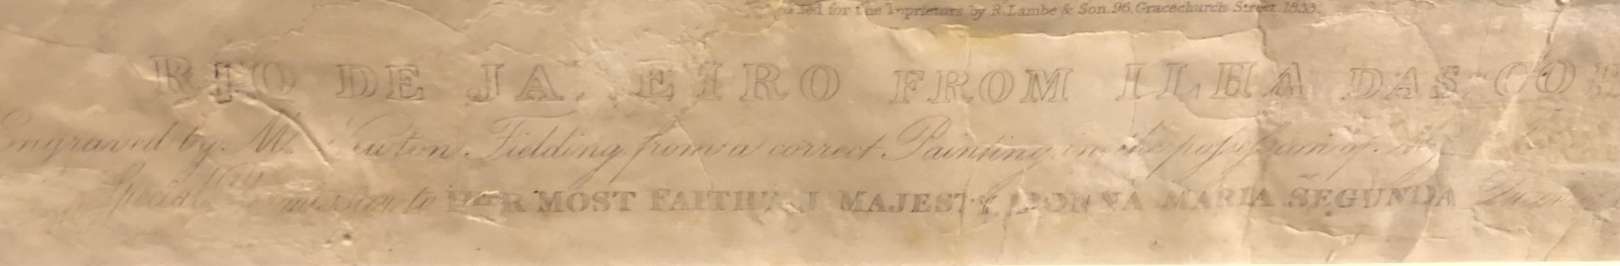 for the Proprietors by R. Lambe & Son. 96, Gracechurch Street. 1833.
RIO DE JANEIRO FROM ILHA DAS CO
Engraved by Mr. Newton Fielding from a correct Painting in the possession of
Special Permission to HER MOST FAITHFUL MAJESTY DONNA MARIA SEGUNDA